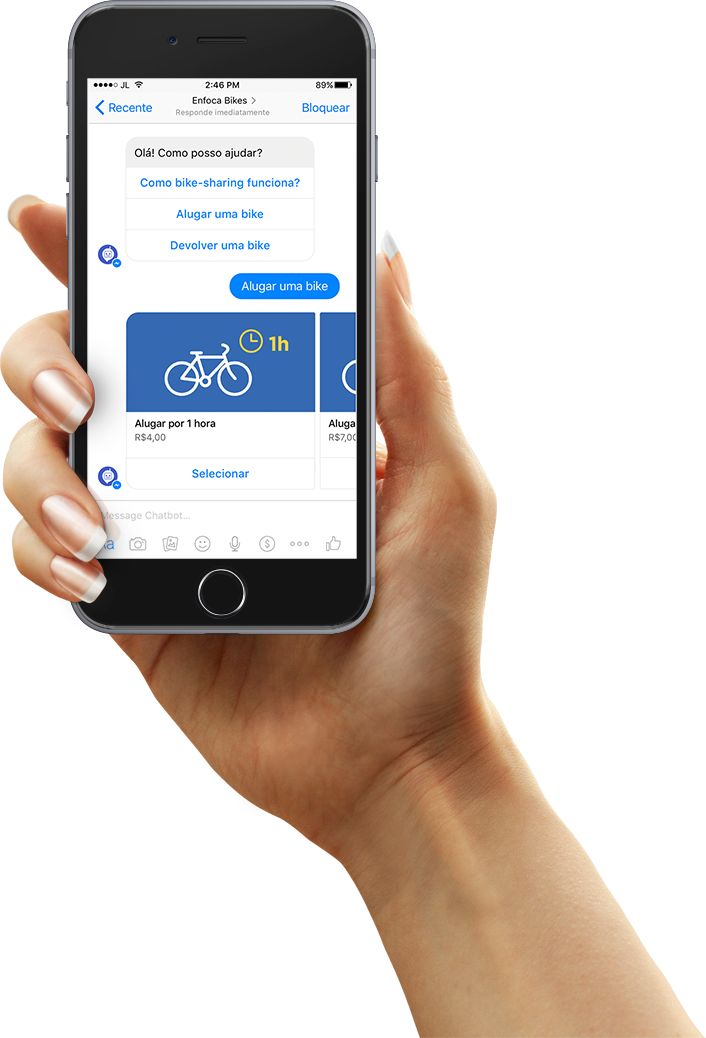 JL 2:46 PM 89%
Recente Enfoca Bikes Bloquear
Responde imediatamente
Olá! Como posso ajudar?
Como bike-sharing funciona?
Alugar uma bike
Devolver uma bike
Alugar uma bike
1h
Alugar por 1 hora
R$4,00
Selecionar
Aluga
R$7,00
Message Chatbot...